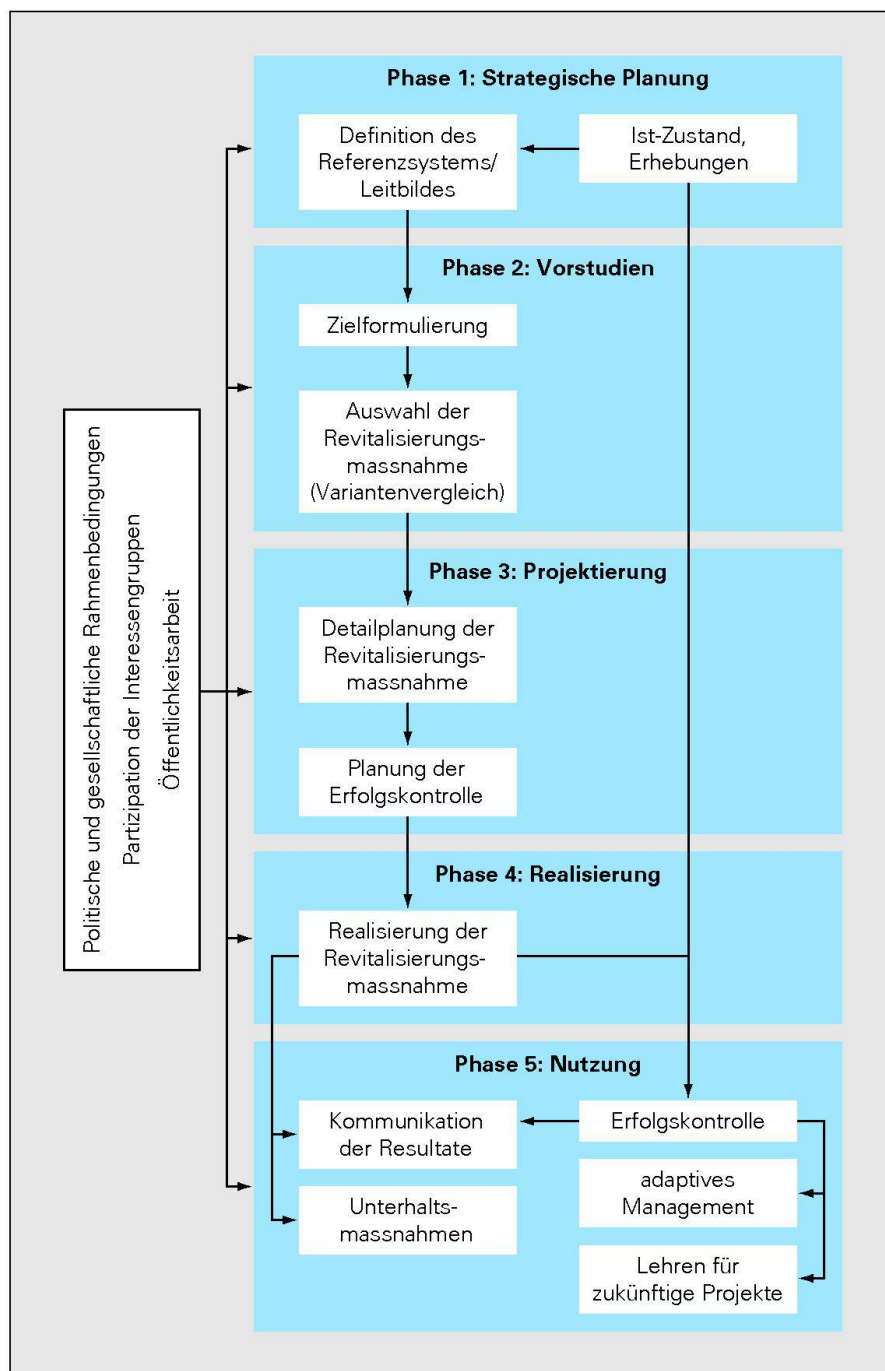 Politische und gesellschaftliche Rahmenbedingungen
Partizipation der Interessengruppen
Öffentlichkeitsarbeit
Phase 1: Strategische Planung
Definition des
Referenzsystems/
Leitbildes
Ist-Zustand,
Erhebungen
Phase 2: Vorstudien
Zielformulierung
Auswahl der
Revitalisierungs-
massnahme
(Variantenvergleich)
Phase 3: Projektierung
Detailplanung der
Revitalisierungs-
massnahme
Planung der
Erfolgskontrolle
Phase 4: Realisierung
Realisierung der
Revitalisierungs-
massnahme
Phase 5: Nutzung
Kommunikation
der Resultate
Unterhalts-
massnahmen
Erfolgskontrolle
adaptives
Management
Lehren für
zukünftige Projekte